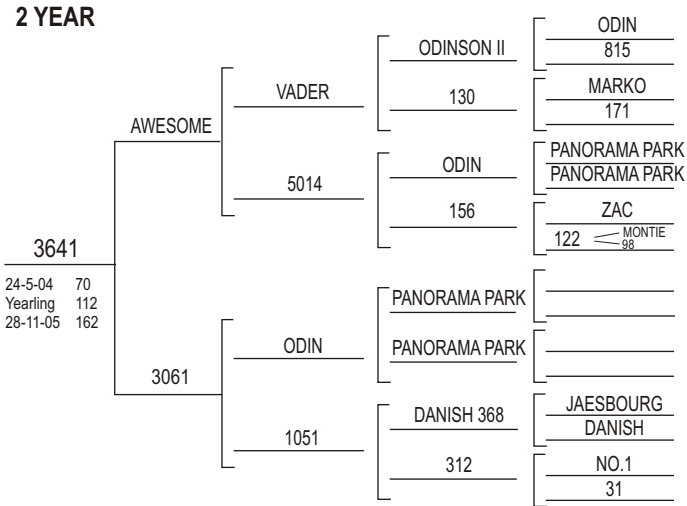 2 YEAR
ODIN
ODINSON II
815
VADER
MARKO
130
171
AWESOME
PANORAMA PARK
ODIN
PANORAMA PARK
5014
ZAC
156
122 MONTIE
98
3641
24-5-04 70
Yearling 112
28-11-05 162
PANORAMA PARK
ODIN
PANORAMA PARK
3061
JAESBOURG
DANISH 368
DANISH
1051
NO.1
312
31